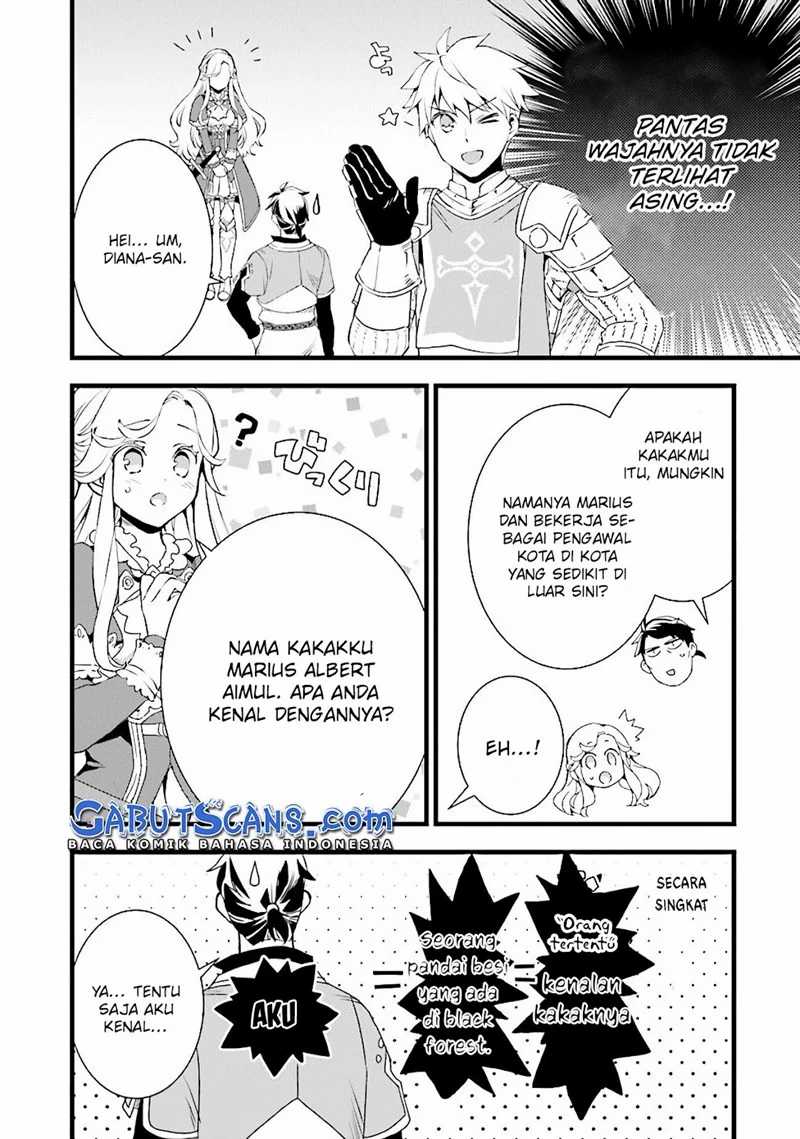 PANTAS
WAJAHNYA TIDAK
TERLIHAT
ASING...!
よっ
HEI... UM,
DIANA-SAN.
APAKAH
KAKAKMU
ITU, MUNGKIN
NAMANYA MARIUS
DAN BEKERJA SE-
BAGAI PENGAWAL
KOTA DI KOTA
YANG SEDIKIT DI
LUAR SINI?
EH...!
?
びっくり
NAMA KAKAKKU
MARIUS ALBERT
AIMUL. APA ANDA
KENAL DENGANNYA?
GABUTSCANS.COM
BACA KOMIK BAHASA INDONESIA
SECARA
SINGKAT
"Orang
tertentu"
kenalan
kakaknya
=
Seorang
pandai besi
yang ada
di black
forest.
=
AKU
YA... TENTU
SAJA AKU
KENAL...